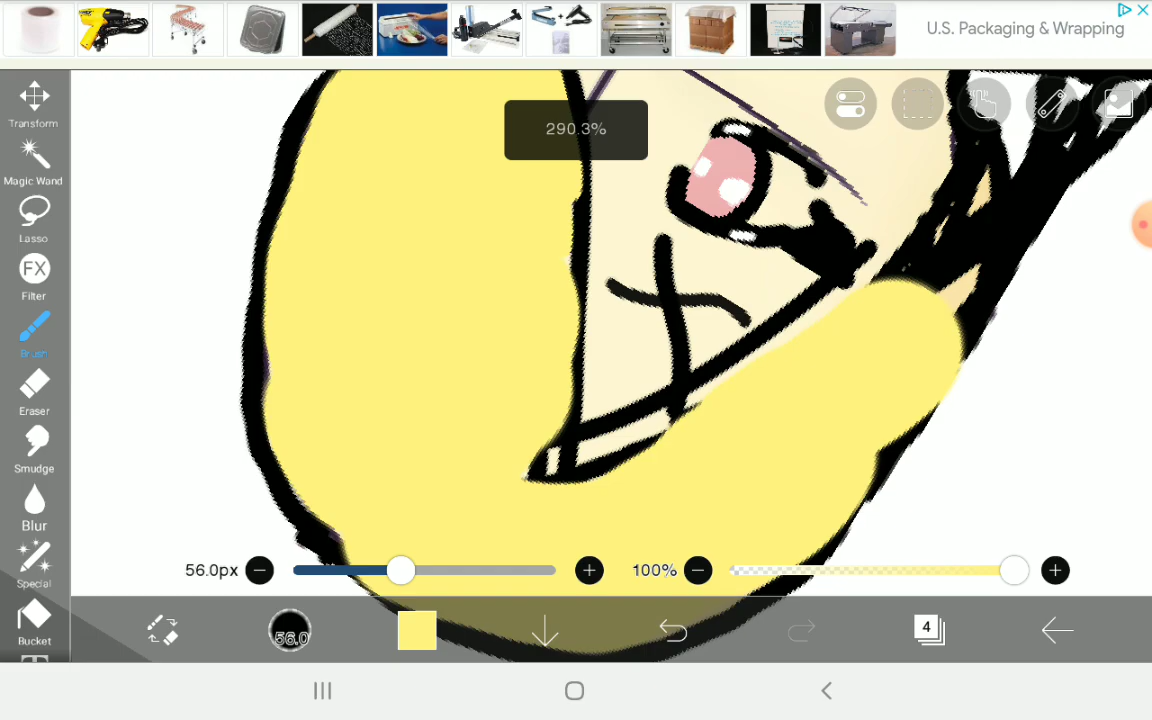 U.S. Packaging & Wrapping
Transform
Magic Wand
Lasso
FX
Filter
Brush
Eraser
Smudge
Blur
Special
Bucket
290.3%
56.0px
100%
56.0
4